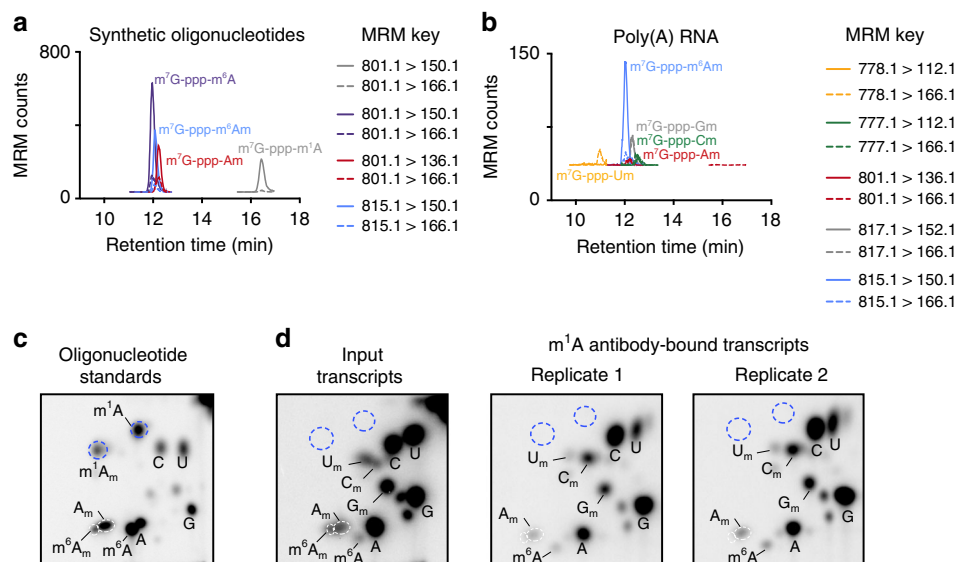 a
Synthetic oligonucleotides
MRM key
800
0
MRM counts
m⁷G-ppp-m⁶A
m⁷G-ppp-m⁶Am
m⁷G-ppp-Am
m⁷G-ppp-m¹A
10 12 14 16 18
Retention time (min)
801.1 > 150.1
801.1 > 166.1
801.1 > 150.1
801.1 > 166.1
801.1 > 136.1
801.1 > 166.1
815.1 > 150.1
815.1 > 166.1
b
Poly(A) RNA
MRM key
150
0
MRM counts
m⁷G-ppp-m⁶Am
m⁷G-ppp-Gm
m⁷G-ppp-Cm
m⁷G-ppp-Am
m⁷G-ppp-Um
10 12 14 16 18
Retention time (min)
778.1 > 112.1
778.1 > 166.1
777.1 > 112.1
777.1 > 166.1
801.1 > 136.1
801.1 > 166.1
817.1 > 152.1
817.1 > 166.1
815.1 > 150.1
815.1 > 166.1
c
Oligonucleotide
standards
m¹A
m¹Aₘ
C U
Aₘ
G
m⁶Aₘ
m⁶A
A
d
Input
transcripts
Uₘ
C
U
Cₘ
Gₘ
G
Aₘ
m⁶Aₘ
m⁶A
A
m¹A antibody-bound transcripts
Replicate 1
Uₘ
C U
Cₘ
Gₘ
G
Aₘ
m⁶A
A
Replicate 2
Uₘ
C U
Cₘ
Gₘ
G
Aₘ
m⁶A
A